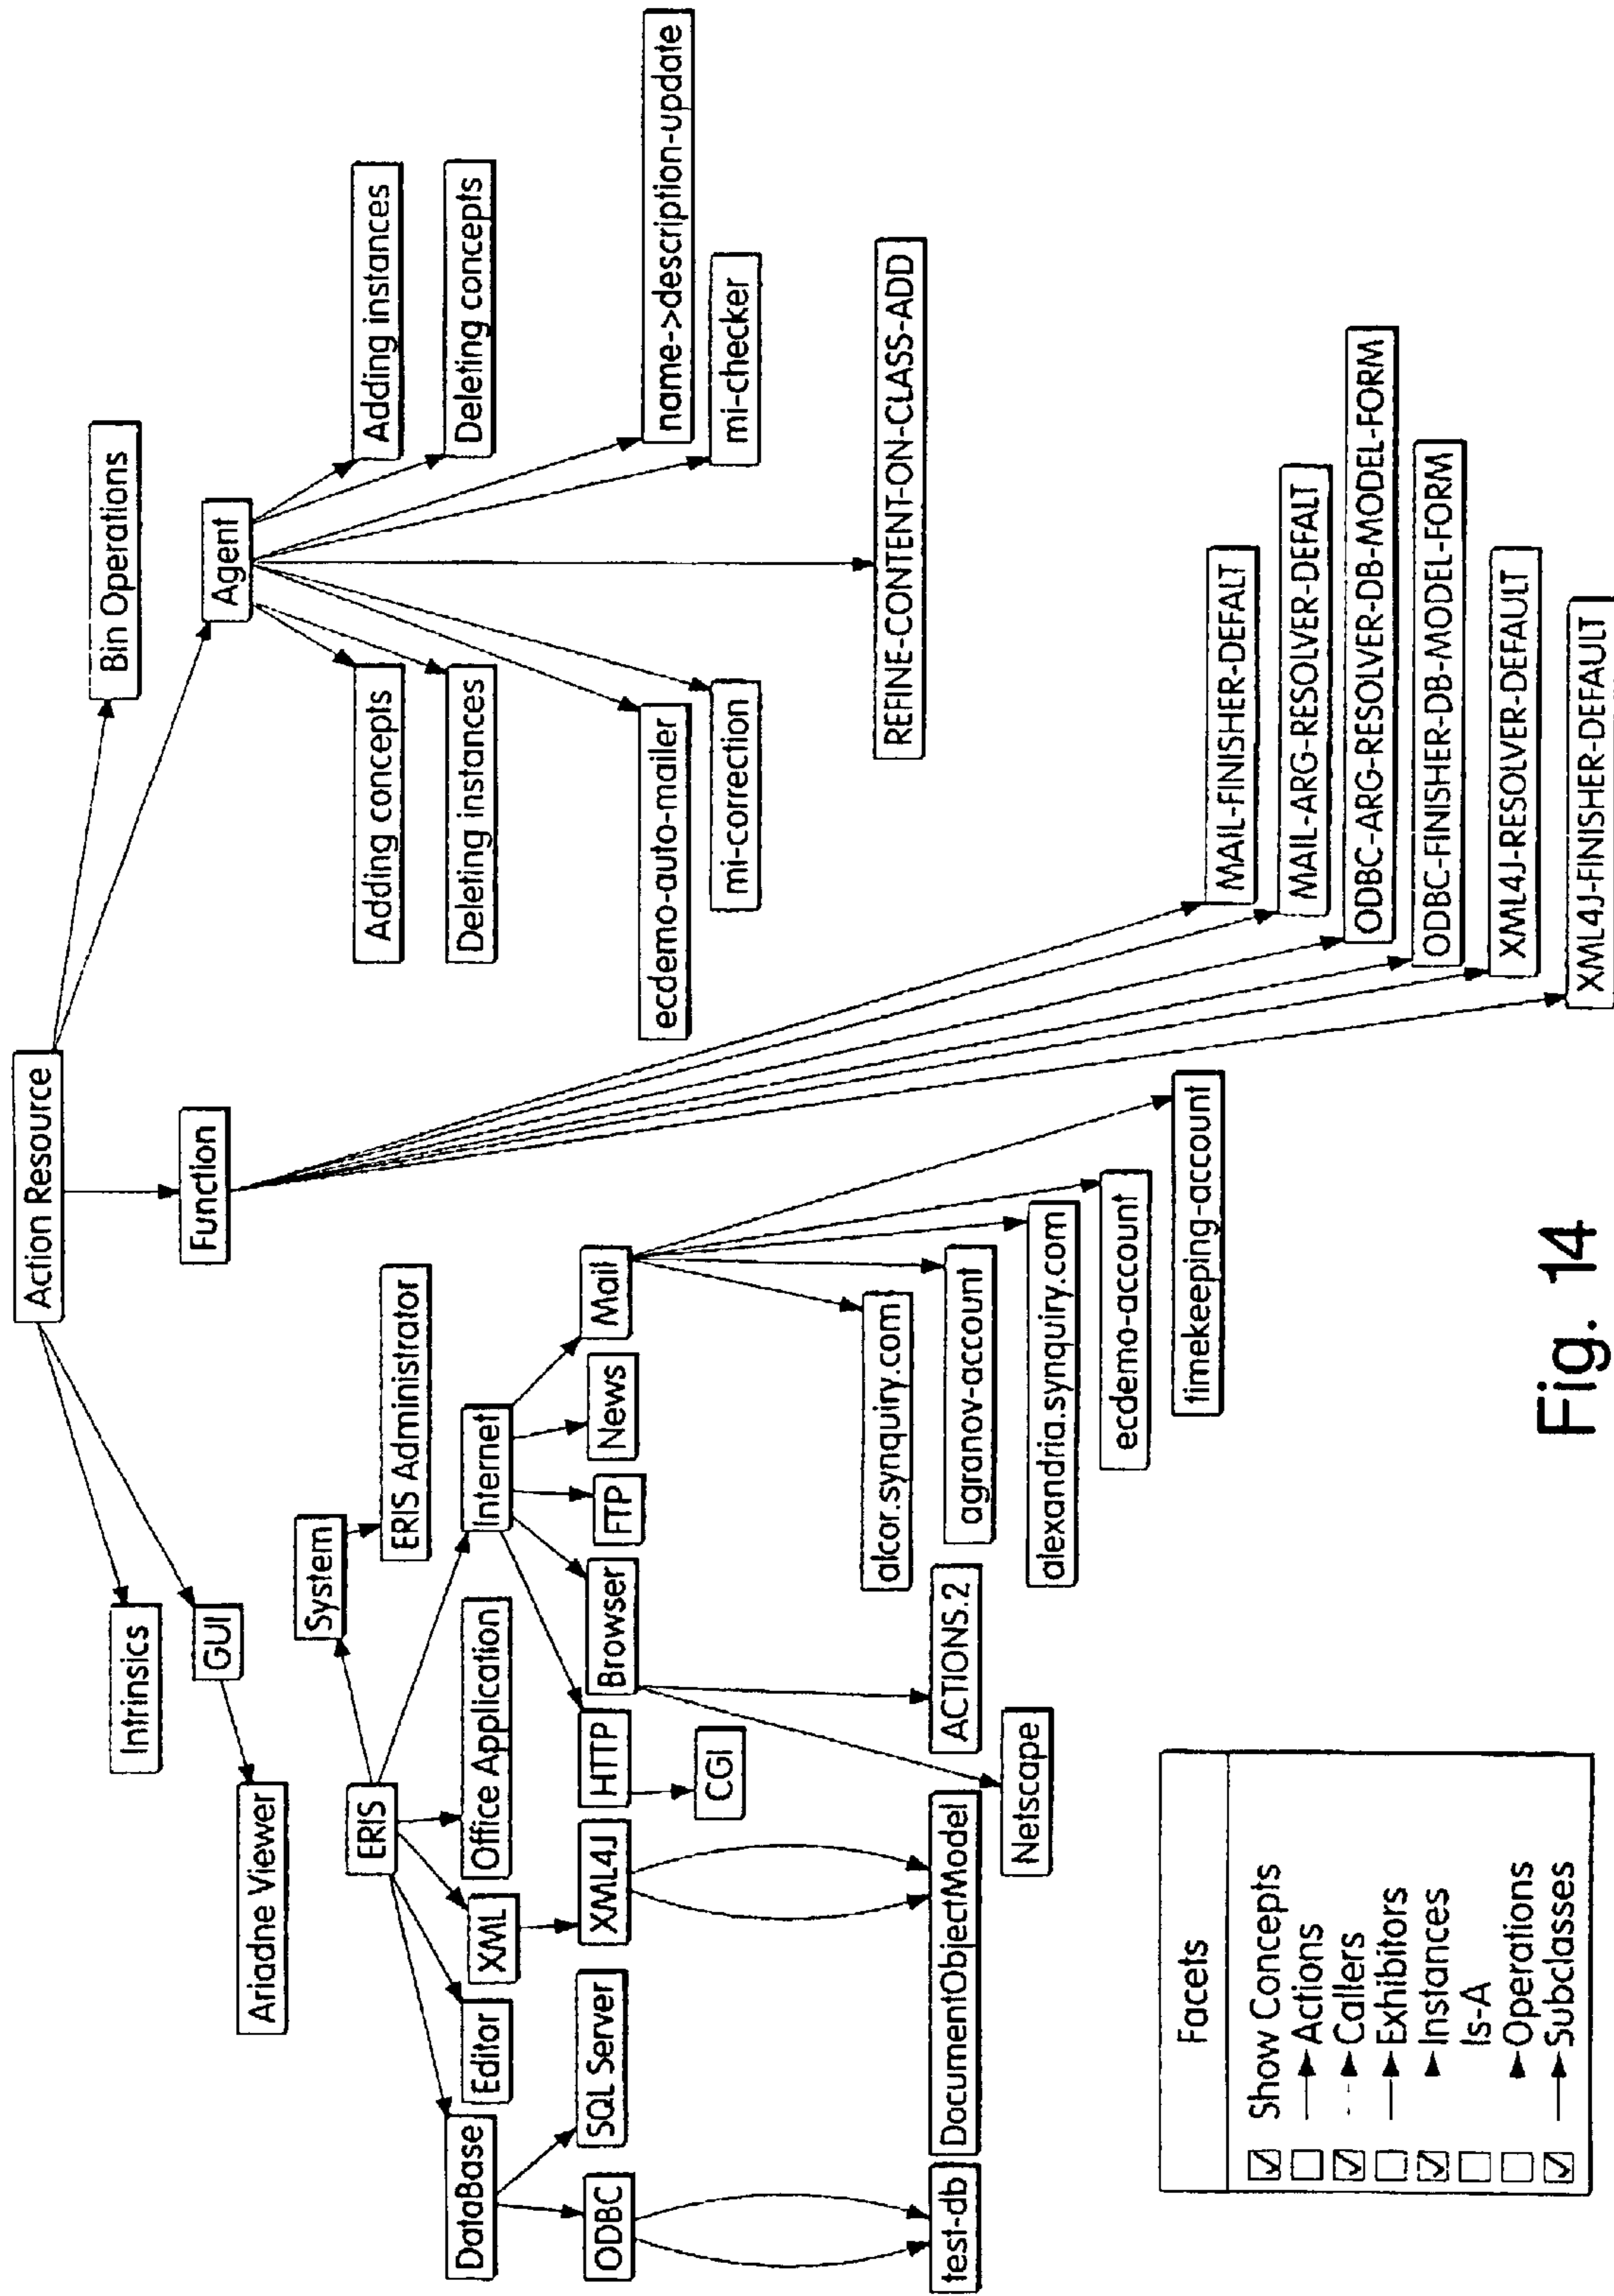 Action Resource
Intrinsics
GUI
Ariadne Viewer
Function
Bin Operations
Agent
Adding concepts
Adding instances
Deleting instances
Deleting concepts
ecdemo-auto-mailer
name->description-update
mi-correction
mi-checker
REFINE-CONTENT-ON-CLASS-ADD
System
ERIS Administrator
ERIS
DataBase
Editor
XML
Office Application
Internet
ODBC
SQL Server
XML4J
HTTP
Browser
FTP
News
Mail
CGI
test-db
DocumentObjectModel
Netscape
ACTIONS.2
alcor.synquiry.com
agranov-account
alexandria.synquiry.com
ecdemo-account
timekeeping-account
MAIL-FINISHER-DEFALT
MAIL-ARG-RESOLVER-DEFALT
ODBC-ARG-RESOLVER-DB-MODEL-FORM
ODBC-FINISHER-DB-MODEL-FORM
XML4J-RESOLVER-DEFAULT
XML4J-FINISHER-DEFAULT
Facets
Show Concepts
Actions
Callers
Exhibitors
Instances
Is-A
Operations
Subclasses
Fig. 14